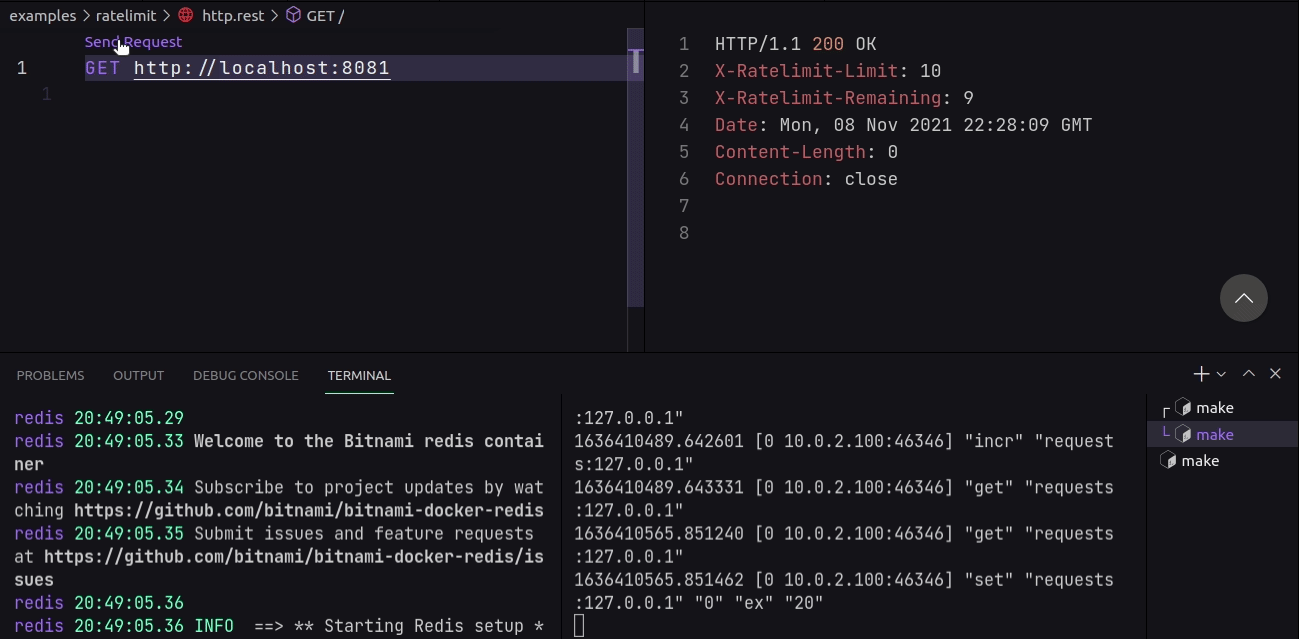 examples > ratelimit > http.rest > GET /
Send Request
1 GET http://localhost:8081
1
1 HTTP/1.1 200 OK
2 X-Ratelimit-Limit: 10
3 X-Ratelimit-Remaining: 9
4 Date: Mon, 08 Nov 2021 22:28:09 GMT
5 Content-Length: 0
6 Connection: close
7
8
PROBLEMS OUTPUT DEBUG CONSOLE TERMINAL
redis 20:49:05.29
redis 20:49:05.33 Welcome to the Bitnami redis contai
ner
redis 20:49:05.34 Subscribe to project updates by wat
ching https://github.com/bitnami/bitnami-docker-redis
redis 20:49:05.35 Submit issues and feature requests
at https://github.com/bitnami/bitnami-docker-redis/is
sues
redis 20:49:05.36
redis 20:49:05.36 INFO  ==> ** Starting Redis setup *
:127.0.0.1"
1636410489.642601 [0 10.0.2.100:46346] "incr" "request
s:127.0.0.1"
1636410489.643331 [0 10.0.2.100:46346] "get" "requests
:127.0.0.1"
1636410565.851240 [0 10.0.2.100:46346] "get" "requests
:127.0.0.1"
1636410565.851462 [0 10.0.2.100:46346] "set" "requests
:127.0.0.1" "0" "ex" "20"
make
make
make